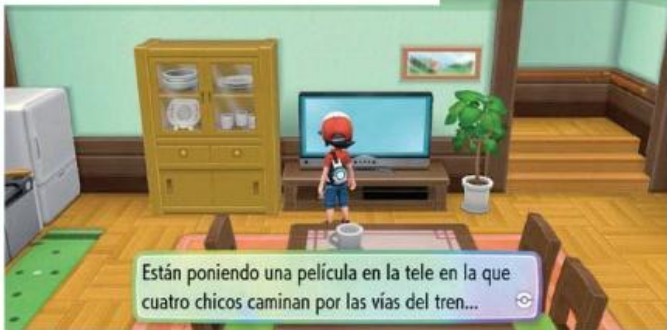 Están poniendo una película en la tele en la que
cuatro chicos caminan por las vías del tren...